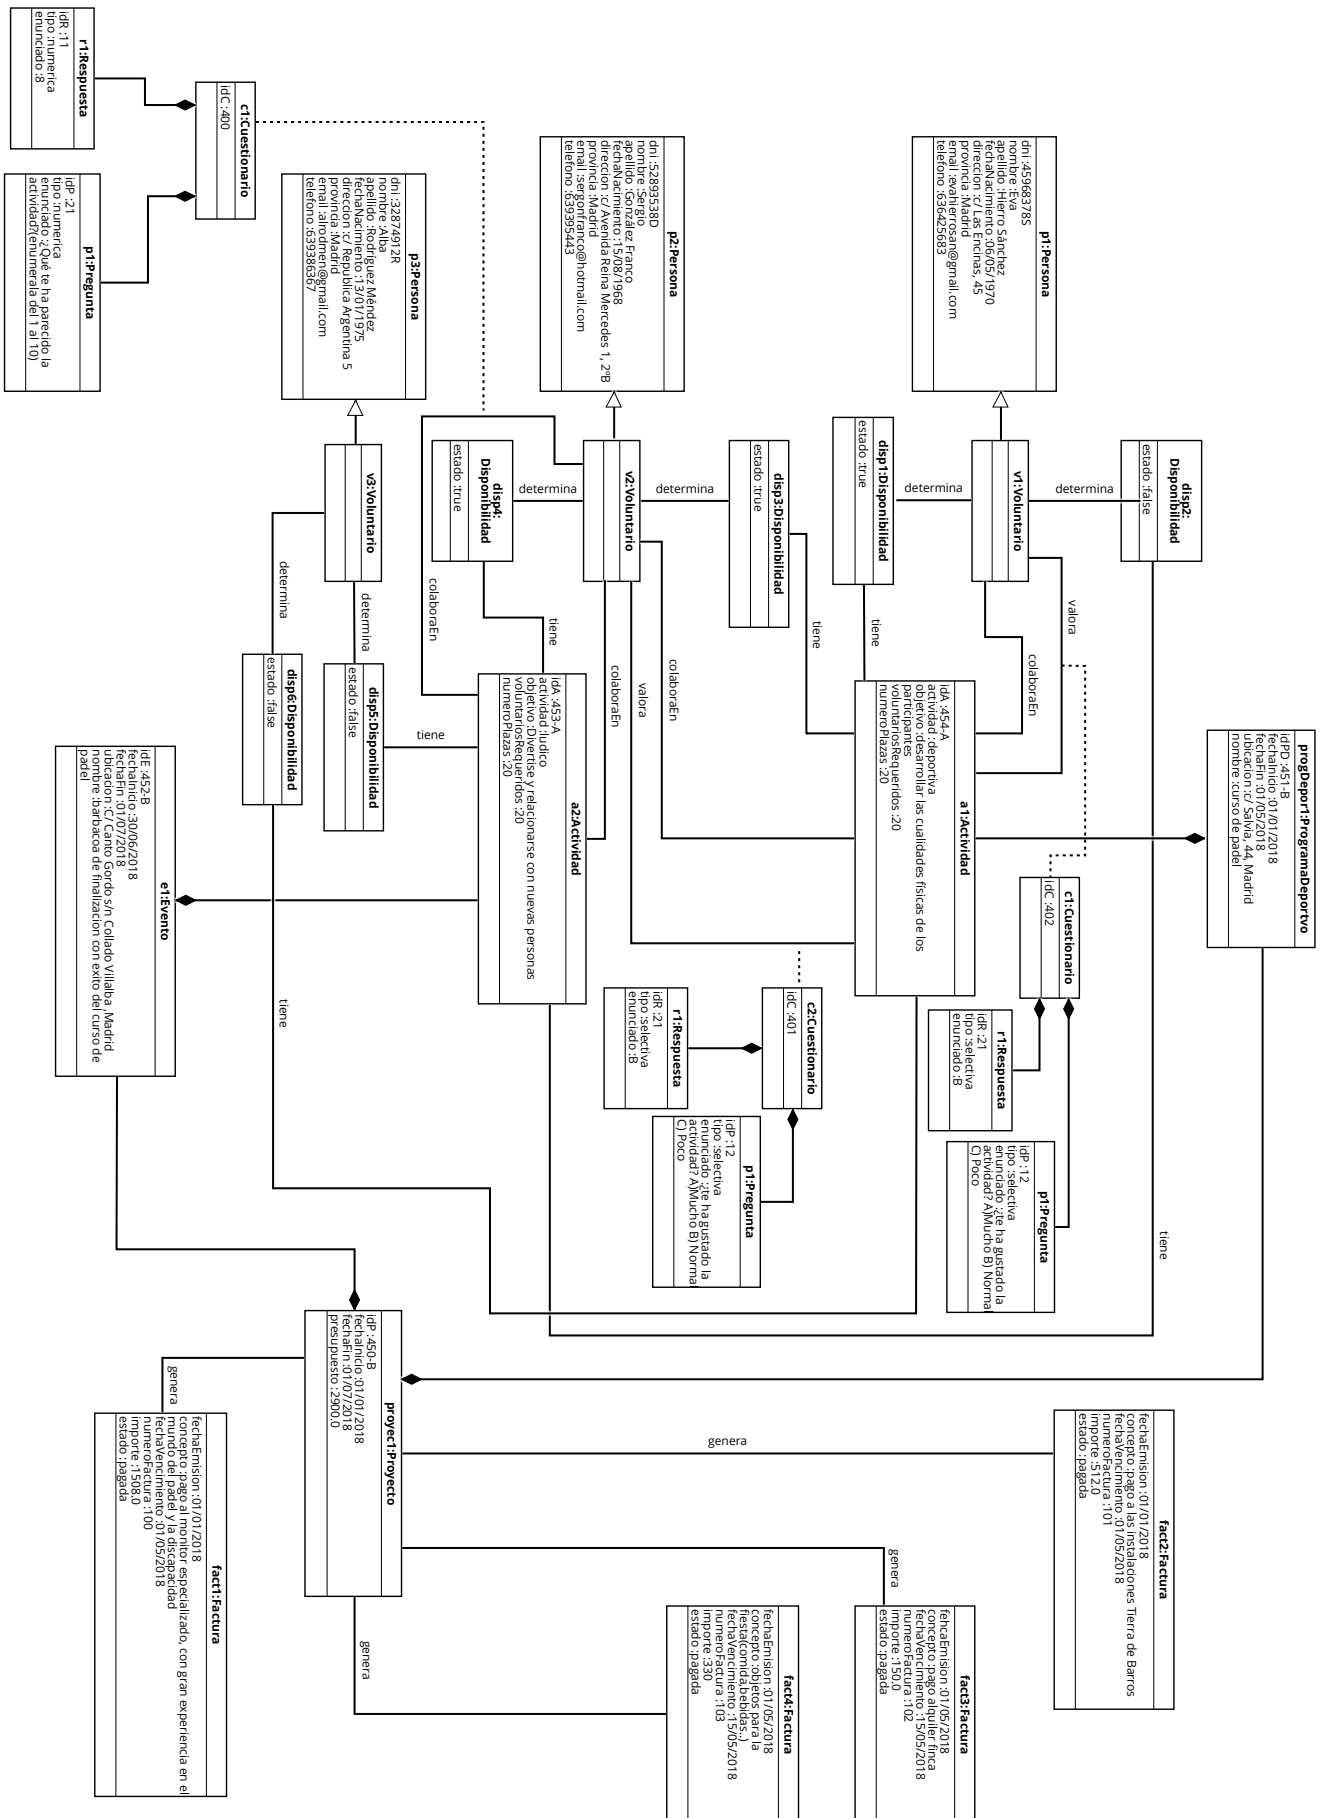 progDepor1:ProgramaDeportvo
idPD :451-B
fechaInicio :01/01/2018
fechaFin :01/05/2018
ubicacion :c/ Salvia, 44, Madrid
nombre :curso de padel
disp2:
Disponibilidad
estado :false
determina
tiene
p1:Persona
dni :45968378S
nombre :Eva
apellido :Hierro Sánchez
fechaNacimiento :06/05/1970
direccion :c/ Las Encinas, 45
provincia :Madrid
email :evahierrosan@gmail.com
telefono :636425683
v1:Voluntario
valora
colaboraEn
determina
disp1:Disponibilidad
estado :true
tiene
a1:Actividad
idA :454-A
actividad :deportiva
objetivo :desarrollar las cualidades físicas de los
participantes
voluntariosRequeridos :20
numeroPlazas :20
c1:Cuestionario
idC :402
r1:Respuesta
idR :21
tipo :selectiva
enunciado :B
p1:Pregunta
idP :12
tipo :selectiva
enunciado :¿te ha gustado la
actividad? A)Mucho B) Normal
C) Poco
disp3:Disponibilidad
estado :true
tiene
determina
p2:Persona
dni :52893538D
nombre :Sergio
apellido :González Franco
fechaNacimiento :15/08/1968
direccion :c/ Avenida Reina Mercedes 1, 2ºB
provincia :Madrid
email :sergonfranco@hotmail.com
telefono :639395443
v2:Voluntario
colaboraEn
valora
colaboraEn
determina
disp4:
Disponibilidad
estado :true
tiene
colaboraEn
c2:Cuestionario
idC :401
r1:Respuesta
idR :21
tipo :selectiva
enunciado :B
p1:Pregunta
idP :12
tipo :selectiva
enunciado :¿te ha gustado la
actividad? A)Mucho B) Normal
C) Poco
a2:Actividad
idA :453-A
actividad :ludico
objetivo :Divertise y relacionarse con nuevas personas
voluntariosRequeridos :20
numeroPlazas :20
p3:Persona
dni :32874912R
nombre :Alba
apellido :Rodríguez Méndez
fechaNacimiento :13/01/1975
direccion :c/ Republica Argentina 5
provincia :Madrid
email :alrodmen@gmail.com
telefono :639386367
v3:Voluntario
determina
determina
disp5:Disponibilidad
estado :false
tiene
disp6:Disponibilidad
estado :false
tiene
c1:Cuestionario
idC :400
r1:Respuesta
idR :11
tipo :numerica
enunciado :8
p1:Pregunta
idP :21
tipo :numerica
enunciado :¿Qué te ha parecido la
actividad?(enumerala del 1 al 10)
e1:Evento
idE :452-B
fechaInicio :30/06/2018
fechaFin :01/07/2018
ubicacion :C/ Canto Gordo s/n Collado Villalba ,Madrid
nombre :barbacoa de finalizacion con exito del curso de
padel
proyec1:Proyecto
idP :450-B
fechaInicio :01/01/2018
fechaFin :01/07/2018
presupuesto :2900.0
genera
genera
genera
genera
fact2:Factura
fechaEmision :01/01/2018
concepto :pago a las instalaciones Tierra de Barros
fechaVencimiento :01/05/2018
numeroFactura :101
importe :512.0
estado :pagada
fact3:Factura
fehcaEmision :01/05/2018
concepto :pago alquiler finca
fechaVencimiento :15/05/2018
numeroFactura :102
importe :150.0
estado :pagada
fact4:Factura
fechaEmision :01/05/2018
concepto :objetos para la
fiesta(comida,bebidas..)
fechaVencimiento :15/05/2018
numeroFactura :103
importe :330
estado :pagada
fact1:Factura
fechaEmision :01/01/2018
concepto :pago al monitor especializado, con gran experiencia en el
mundo del padel y la discapacidad
fechaVencimiento :01/05/2018
numeroFactura :100
importe :1508.0
estado :pagada